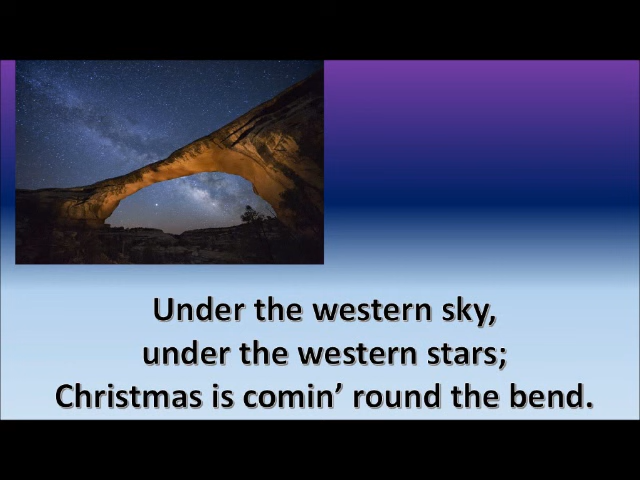 Under the western sky,
under the western stars;
Christmas is comin’ round the bend.